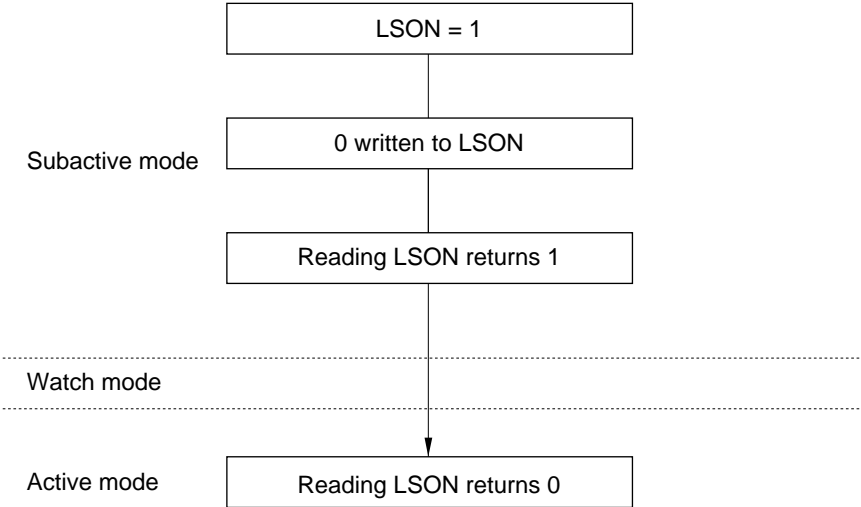 LSON = 1
0 written to LSON
Subactive mode
Reading LSON returns 1
Watch mode
Active mode
Reading LSON returns 0